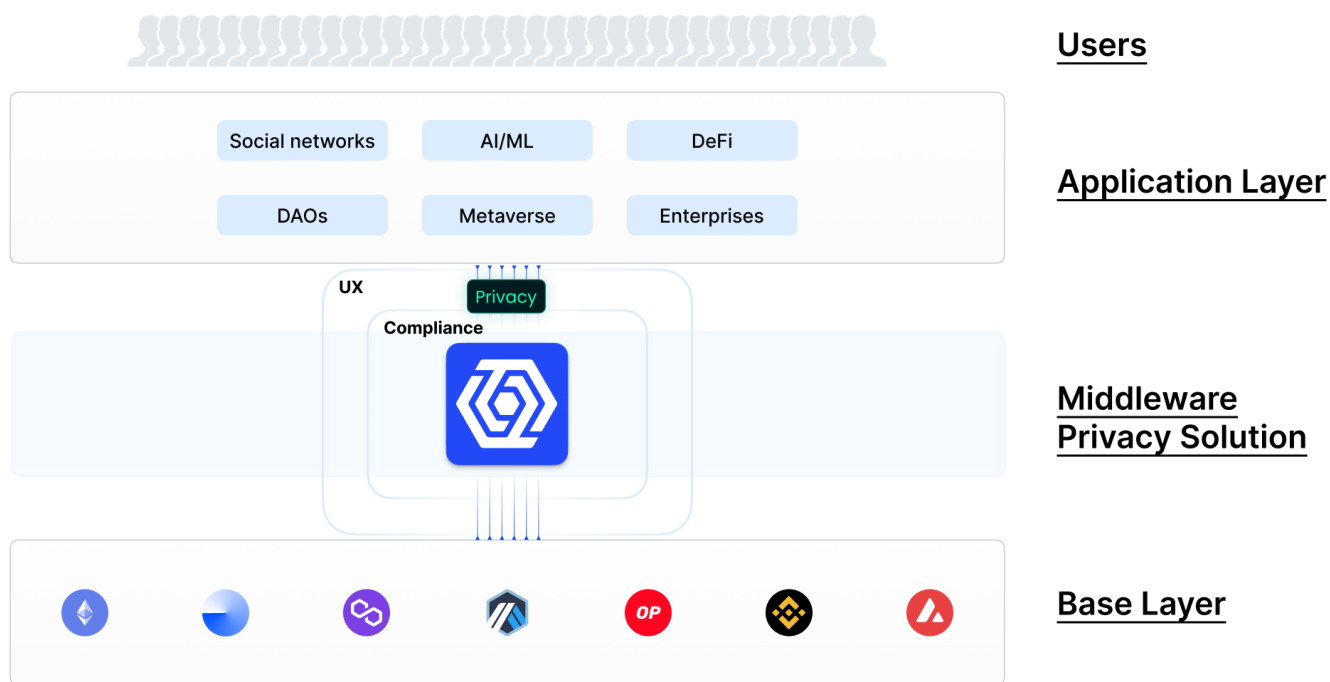 Users
Social networks
AI/ML
DeFi
Application Layer
DAOs
Metaverse
Enterprises
UX
Privacy
Compliance
Middleware
Privacy Solution
OP
Base Layer